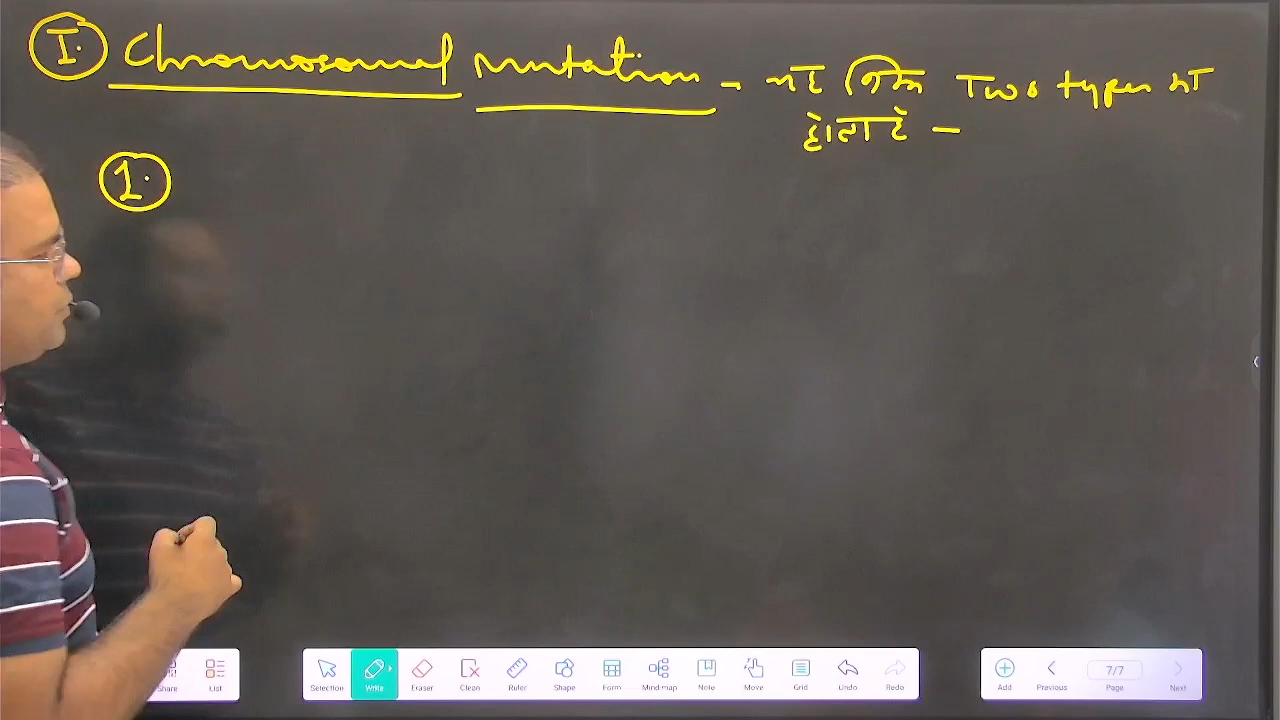 I. Chromosomal mutation - यह निम्न Two types का
होता है -
1.
Share List
Selection Write Eraser Clean Ruler Shape Form Mind-map Note Move Grid Undo Redo
Add Previous 7/7 Page Next